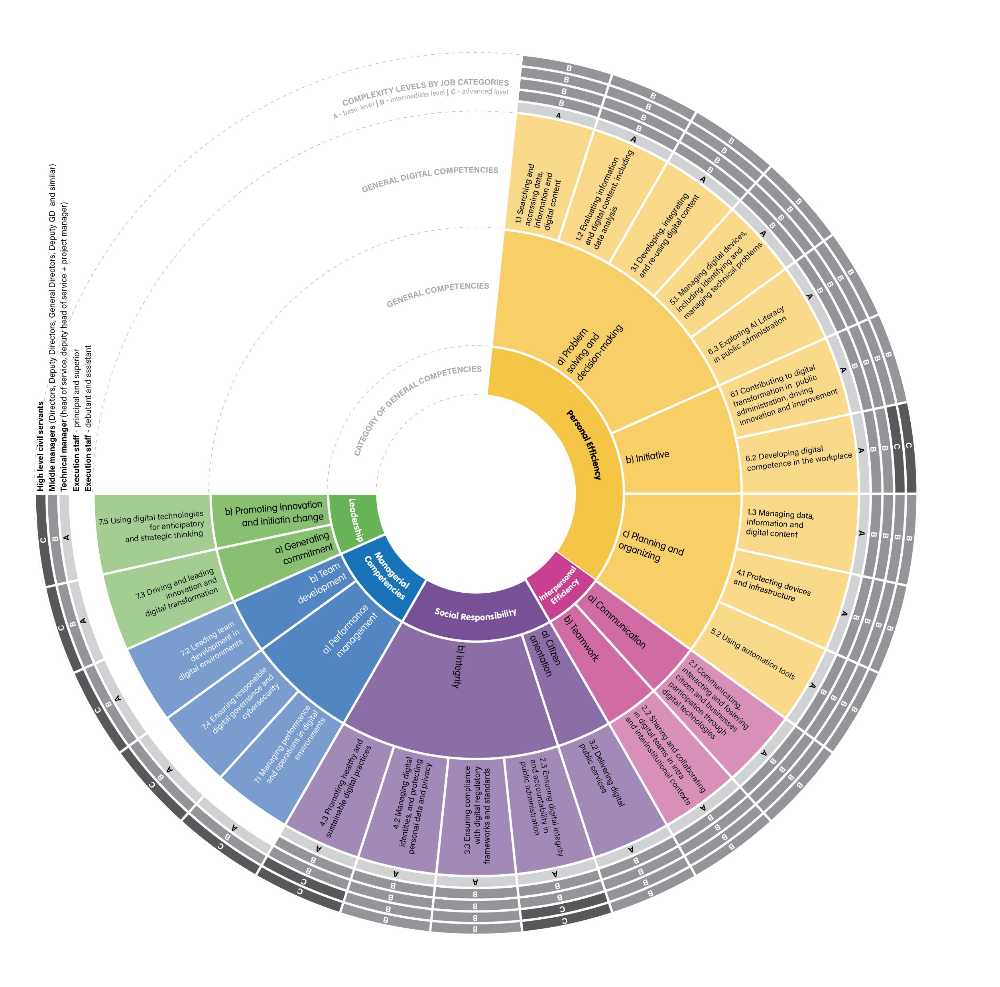 COMPLEXITY LEVELS BY JOB CATEGORIES
A - basic level | B - intermediate level | C - advanced level
GENERAL DIGITAL COMPETENCIES
GENERAL COMPETENCIES
CATEGORY OF GENERAL COMPETENCIES
High level civil servants
Middle managers (Directors, Deputy Directors, General Directors, Deputy GD and similar)
Technical manager (head of service, deputy head of service + project manager)
Execution staff - principal and superior
Execution staff - debutant and assistant
Personal Efficiency
a) Problem
solving and
decision-making
1.1 Searching and
accessing data,
information and
digital content
A
B
B
B
B
1.2 Evaluating information
and digital content, including
data analysis
A
B
B
B
B
3.1 Developing, integrating
and re-using digital content
A
B
B
B
B
5.1. Managing digital devices,
including identifying and
managing technical problems
A
B
B
B
B
6.3 Exploring AI Literacy
in public administration
A
B
B
B
B
b) Initiative
6.1 Contributing to digital
transformation in public
administration, driving
innovation and improvement
A
B
B
B
B
6.2 Developing digital
competence in the workplace
A
B
B
C
C
c) Planning and
organizing
1.3 Managing data,
information and
digital content
A
B
B
B
B
4.1 Protecting devices
and infrastructure
A
B
B
B
B
5.2 Using automation tools
A
B
B
B
B
Interpersonal
Efficiency
a) Communication
2.1 Communicating,
interacting and fostering
citizen and businesses
participation through
digital technologies
A
B
B
B
B
b) Teamwork
2.2 Sharing and collaborating
in digital teams in intra
and interinstitutional contexts
A
B
B
B
B
Social Responsibility
a) Citizen
orientation
3.2 Delivering digital
public services
A
B
B
B
B
b) Integrity
2.3 Ensuring digital integrity
and accountability in
public administration
A
B
B
C
C
3.3 Ensuring compliance
with digital regulatory
frameworks and standards
A
B
B
B
B
4.2 Managing digital
identities, and protecting
personal data and privacy
A
B
B
B
B
4.3 Promoting healthy and
sustainable digital practices
A
B
B
C
C
Managerial
Competencies
a) Performance
management
7.1 Managing performance
and operations in digital
environments
A
B
C
7.4 Ensuring responsible
digital governance and
cybersecurity
A
B
C
b) Team
development
7.2 Leading team
development in
digital environments
A
B
C
Leadership
a) Generating
commitment
7.3 Driving and leading
innovation and
digital transformation
A
B
C
b) Promoting innovation
and initiatin change
7.5 Using digital technologies
for anticipatory
and strategic thinking
A
B
C